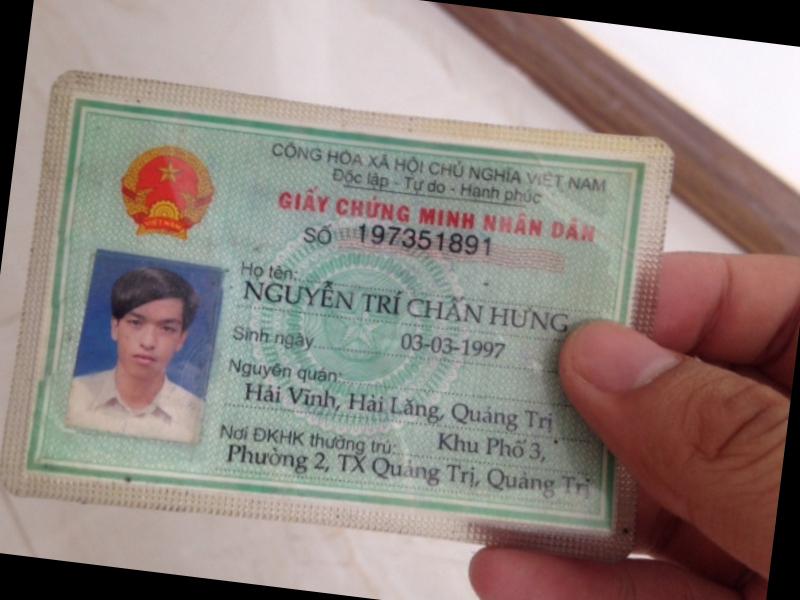 CỘNG HÒA XÃ HỘI CHỦ NGHĨA VIỆT NAM
Độc lập - Tự do - Hạnh phúc
GIẤY CHỨNG MINH NHÂN DÂN
SỐ 197351891
Họ tên:
NGUYỄN TRÍ CHẤN HƯNG
Sinh ngày 03-03-1997
Nguyên quán:
Hải Vĩnh, Hải Lăng, Quảng Trị
Nơi ĐKHK thường trú: Khu Phố 3,
Phường 2, TX Quảng Trị, Quảng Trị
VIỆT NAM